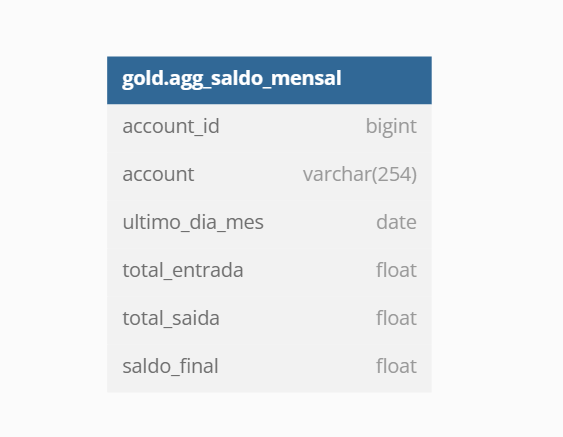 gold.agg_saldo_mensal
account_id bigint
account varchar(254)
ultimo_dia_mes date
total_entrada float
total_saida float
saldo_final float